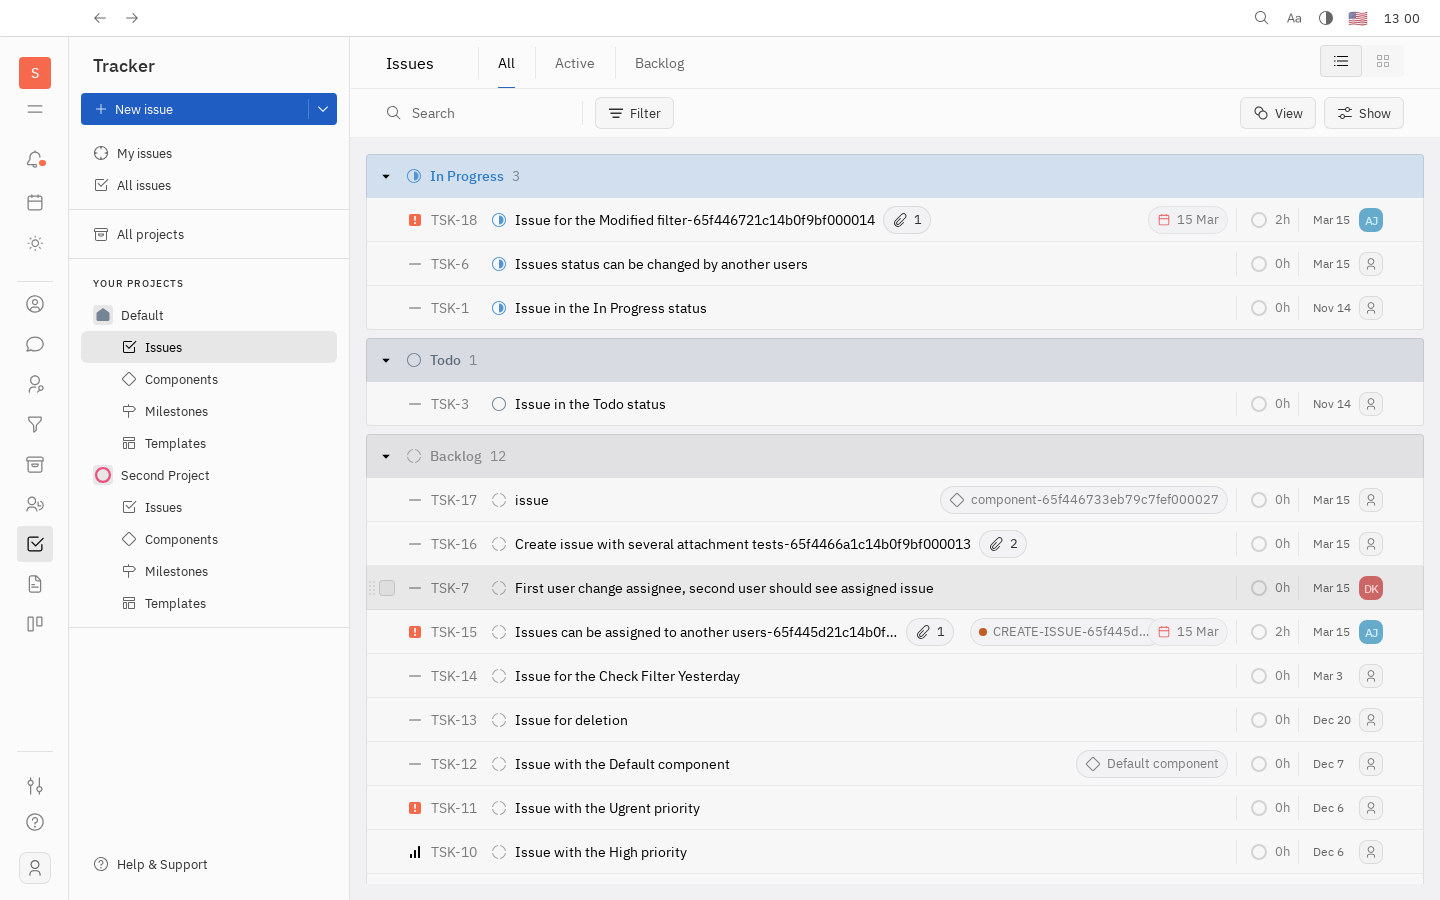 Aa 13 00
S
Tracker
New issue
My issues
All issues
All projects
YOUR PROJECTS
Default
Issues
Components
Milestones
Templates
Second Project
Issues
Components
Milestones
Templates
Help & Support
Issues All Active Backlog
Search Filter View Show
In Progress 3
TSK-18 Issue for the Modified filter-65f446721c14b0f9bf000014 1 15 Mar 2h Mar 15 AJ
TSK-6 Issues status can be changed by another users 0h Mar 15
TSK-1 Issue in the In Progress status 0h Nov 14
Todo 1
TSK-3 Issue in the Todo status 0h Nov 14
Backlog 12
TSK-17 issue component-65f446733eb79c7fef000027 0h Mar 15
TSK-16 Create issue with several attachment tests-65f4466a1c14b0f9bf000013 2 0h Mar 15
TSK-7 First user change assignee, second user should see assigned issue 0h Mar 15 DK
TSK-15 Issues can be assigned to another users-65f445d21c14b0f... 1 CREATE-ISSUE-65f445d... 15 Mar 2h Mar 15 AJ
TSK-14 Issue for the Check Filter Yesterday 0h Mar 3
TSK-13 Issue for deletion 0h Dec 20
TSK-12 Issue with the Default component Default component 0h Dec 7
TSK-11 Issue with the Ugrent priority 0h Dec 6
TSK-10 Issue with the High priority 0h Dec 6